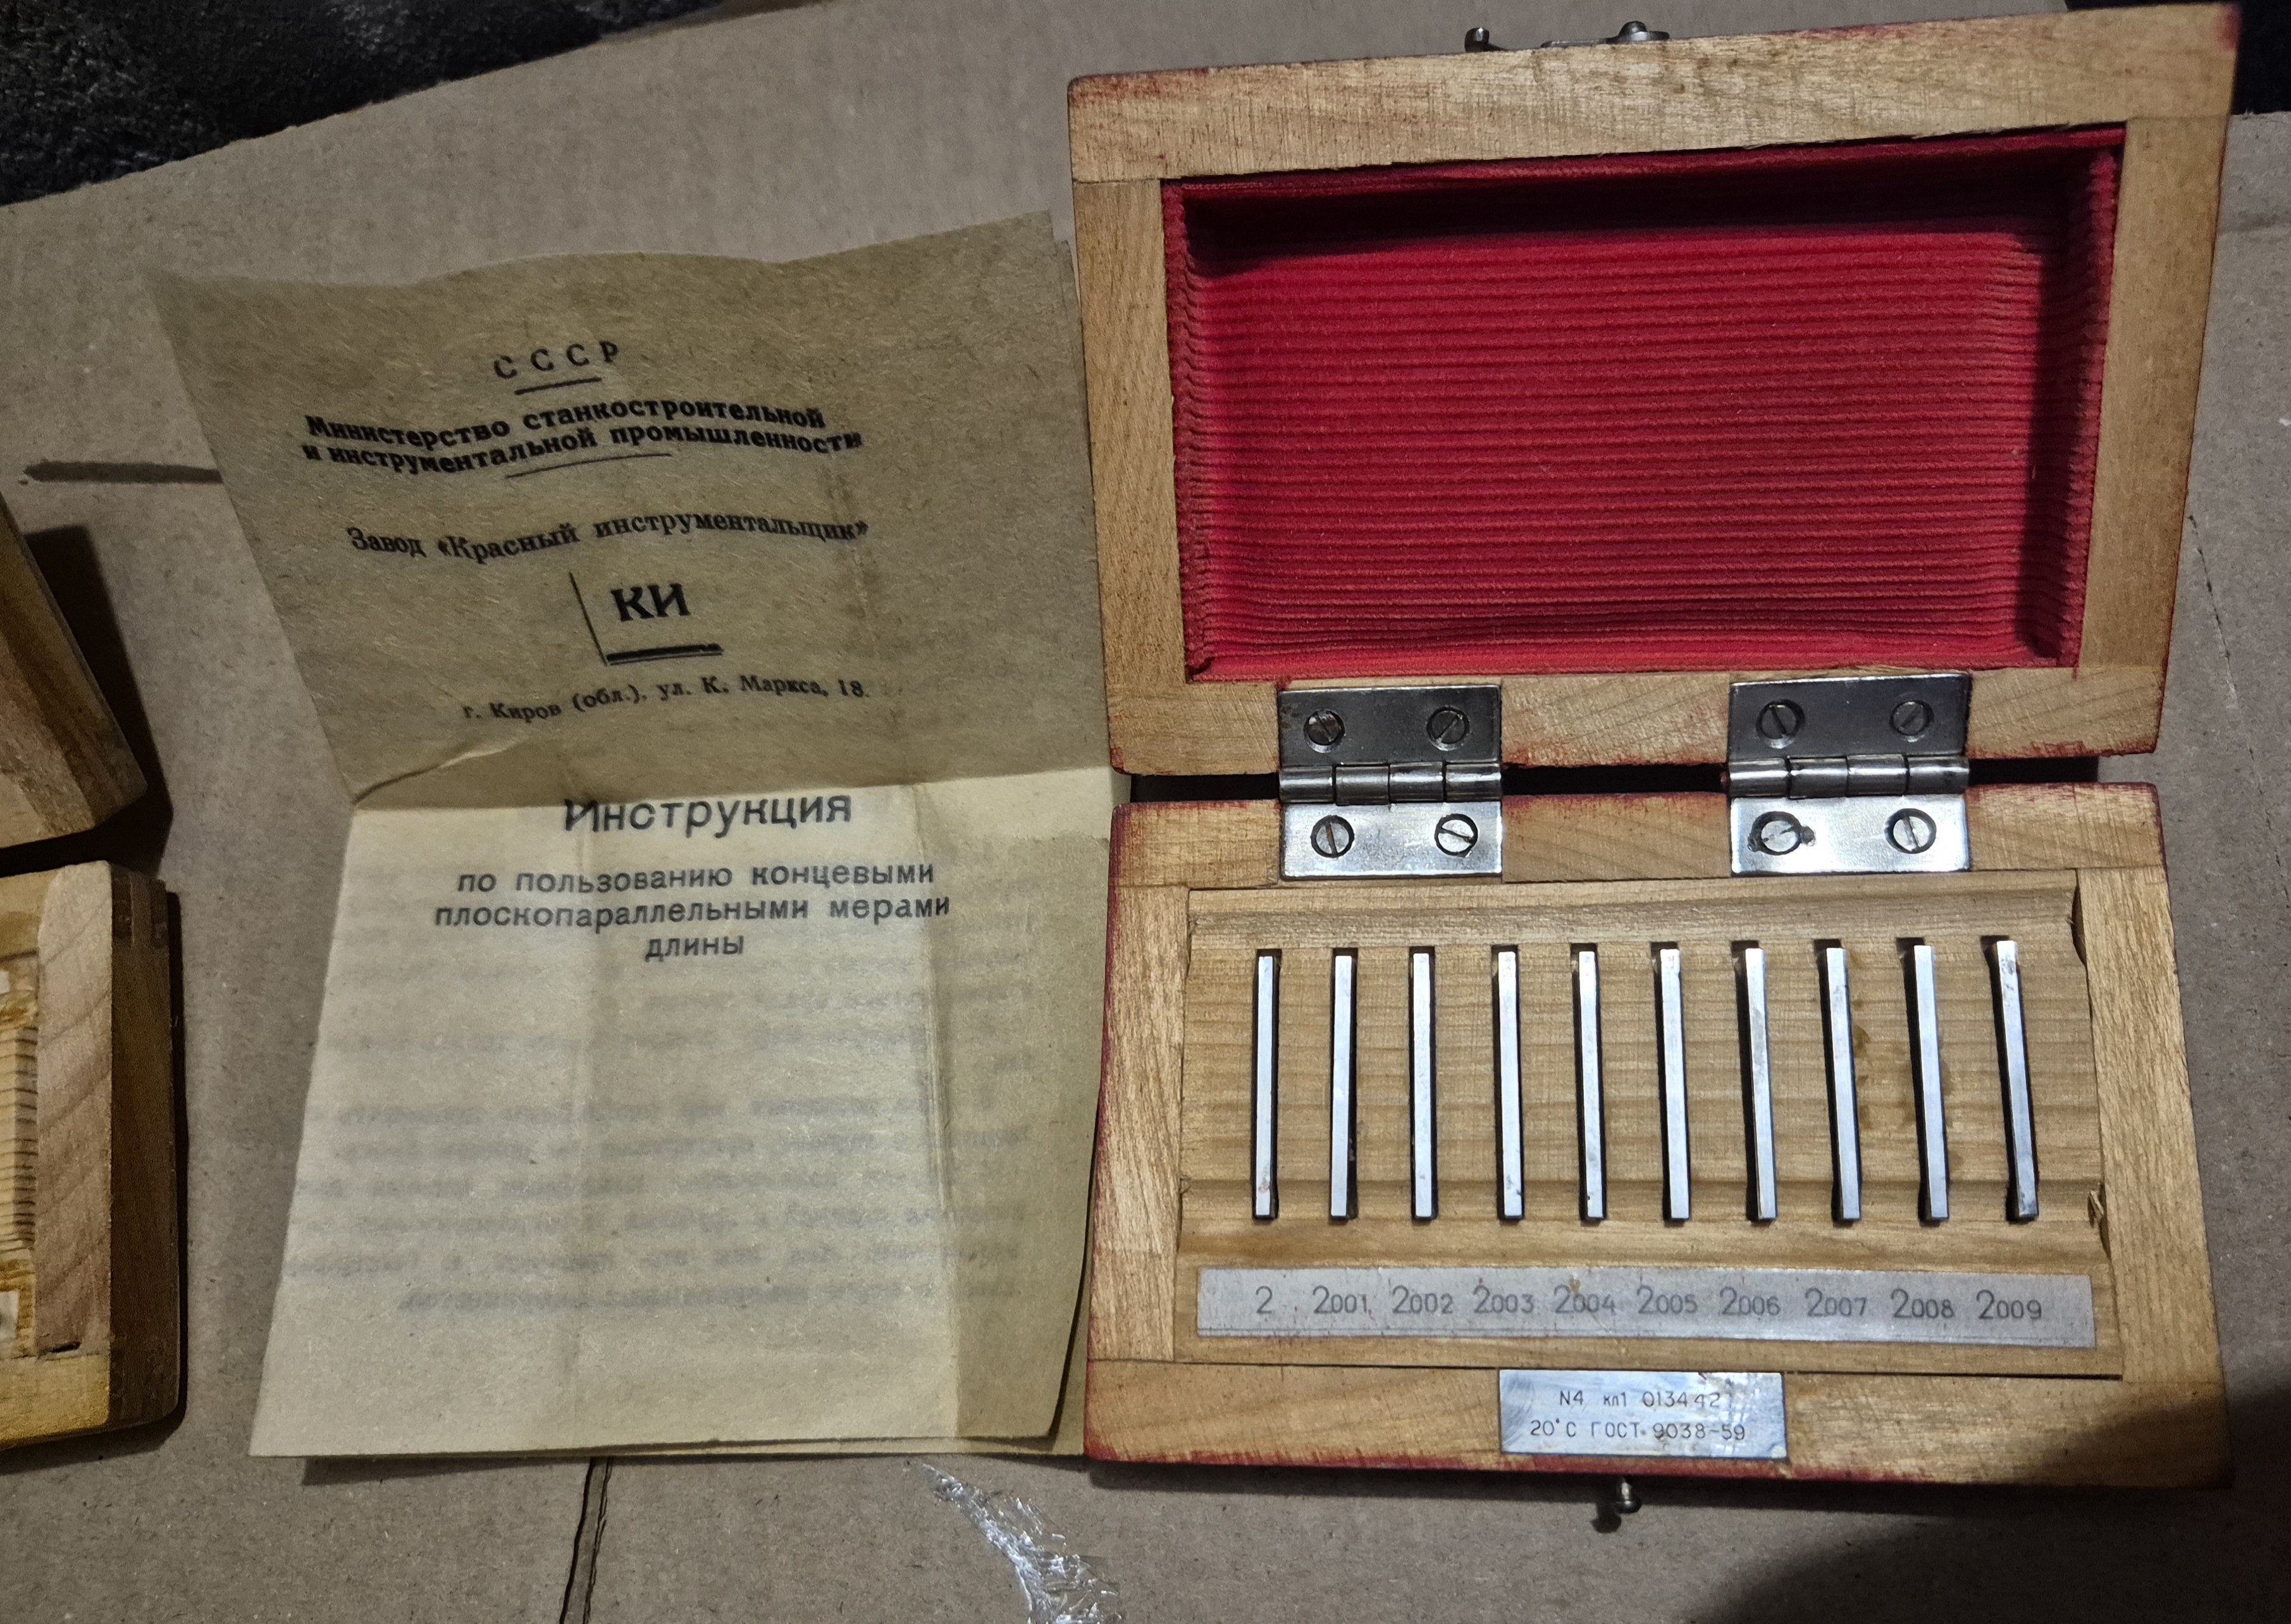 СССР
Министерство станкостроительной
и инструментальной промышленности
Завод «Красный инструментальщик»
КИ
г. Киров (обл.), ул. К. Маркса, 18.
Инструкция
по пользованию концевыми
плоскопараллельными мерами
длины
2 2001 2002 2003 2004 2005 2006 2007 2008 2009
N4 кл1 013442
20°С ГОСТ 9038-59